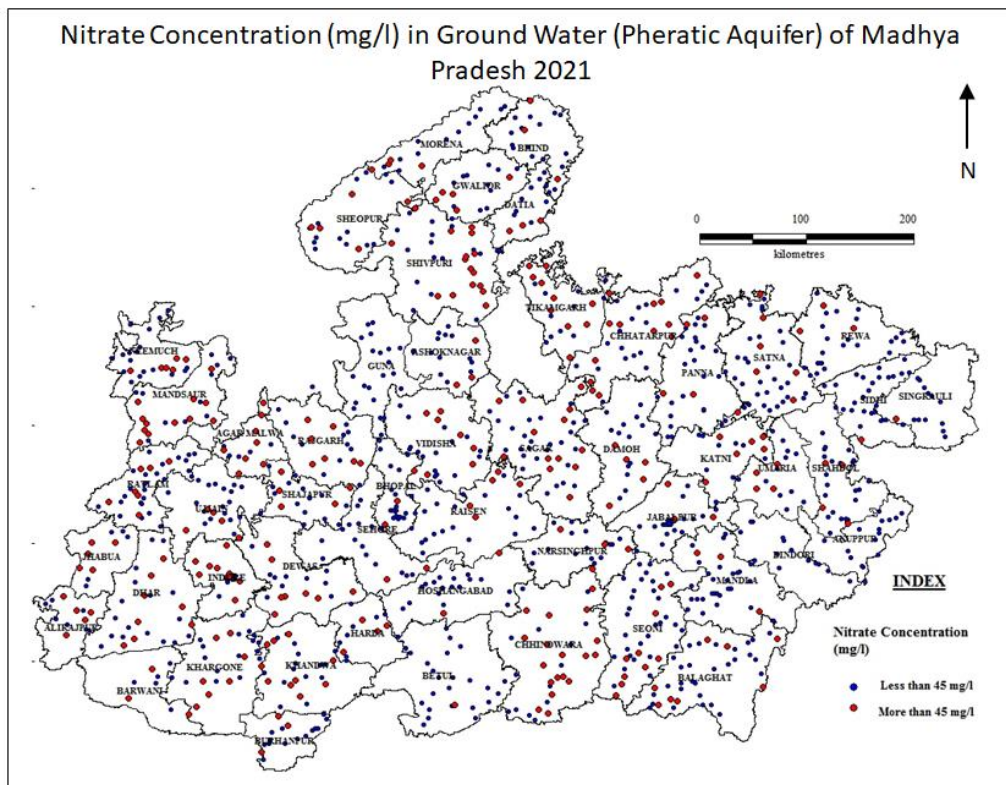 Nitrate Concentration (mg/l) in Ground Water (Pheratic Aquifer) of Madhya
Pradesh 2021
N
0 100 200
kilometres
MORENA
BHIND
GWALIOR
DATIA
SHEOPUR
SHIVPURI
TIKAMGARH
CHHATARPUR
REWA
NEEMUCH
ASHOKNAGAR
GUNA
SATNA
PANNA
SIDHI
SINGRAULI
MANDSAUR
AGAR MALWA
RAJGARH
VIDISHA
SAGAR
DAMOH
KATNI
UMARIA
SHAHDOL
RATLAM
UJJAIN
SHAJAPUR
BHOPAL
RAISEN
SEHORE
JABALPUR
ANUPPUR
JHABUA
INDORE
DEWAS
NARSINGHPUR
DINDORI
MANDLA
DHAR
HOSHANGABAD
ALIRAJPUR
HARDA
SEONI
CHHINDWARA
KHARGONE
KHANDWA
BETUL
BALAGHAT
BARWANI
BURHANPUR
INDEX
Nitrate Concentration
(mg/l)
Less than 45 mg/l
More than 45 mg/l